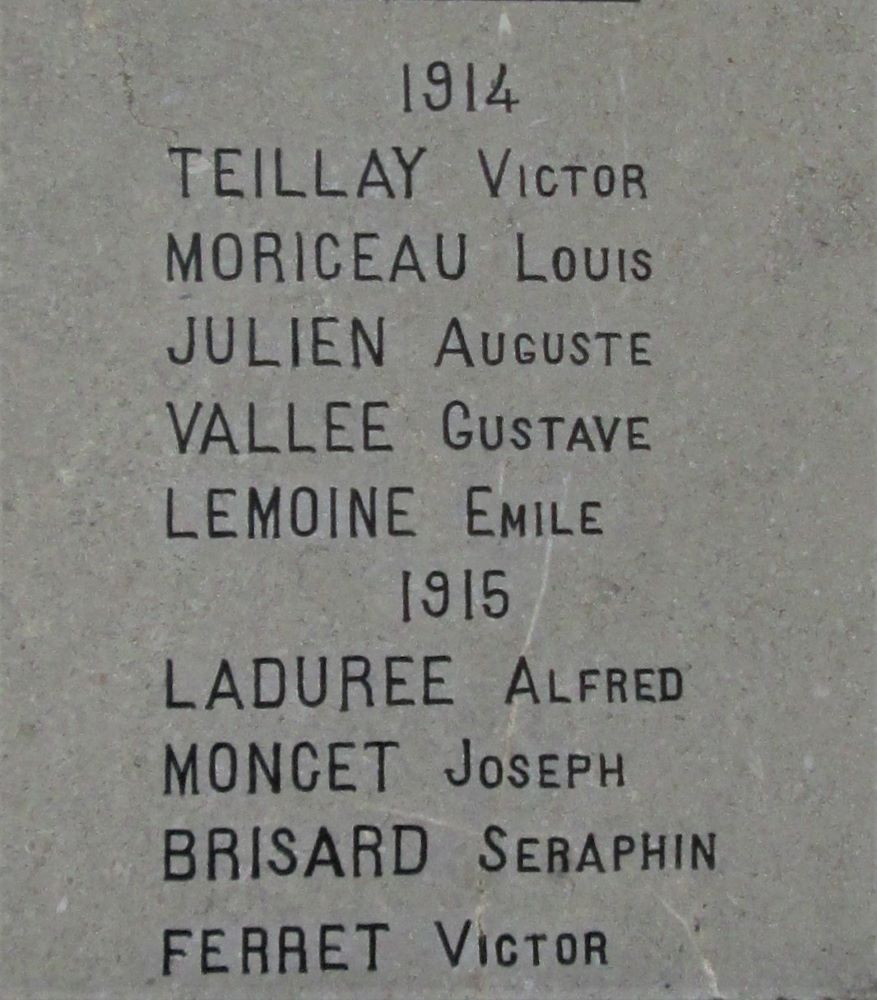 1914
TEILLAY VICTOR
MORICEAU LOUIS
JULIEN AUGUSTE
VALLEE GUSTAVE
LEMOINE EMILE
1915
LADUREE ALFRED
MONCET JOSEPH
BRISARD SERAPHIN
FERRET VICTOR